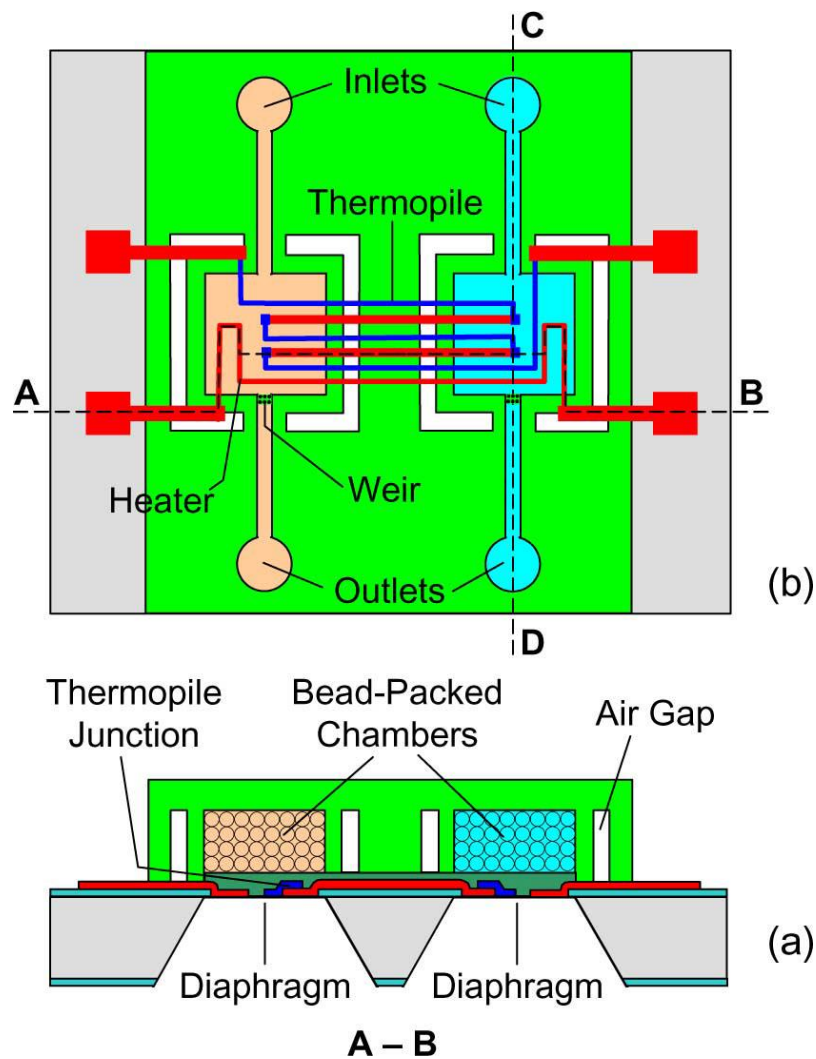 C
Inlets
Thermopile
A
B
Heater
Weir
Outlets
(b)
D
Thermopile
Junction
Bead-Packed
Chambers
Air Gap
(a)
Diaphragm
Diaphragm
A – B